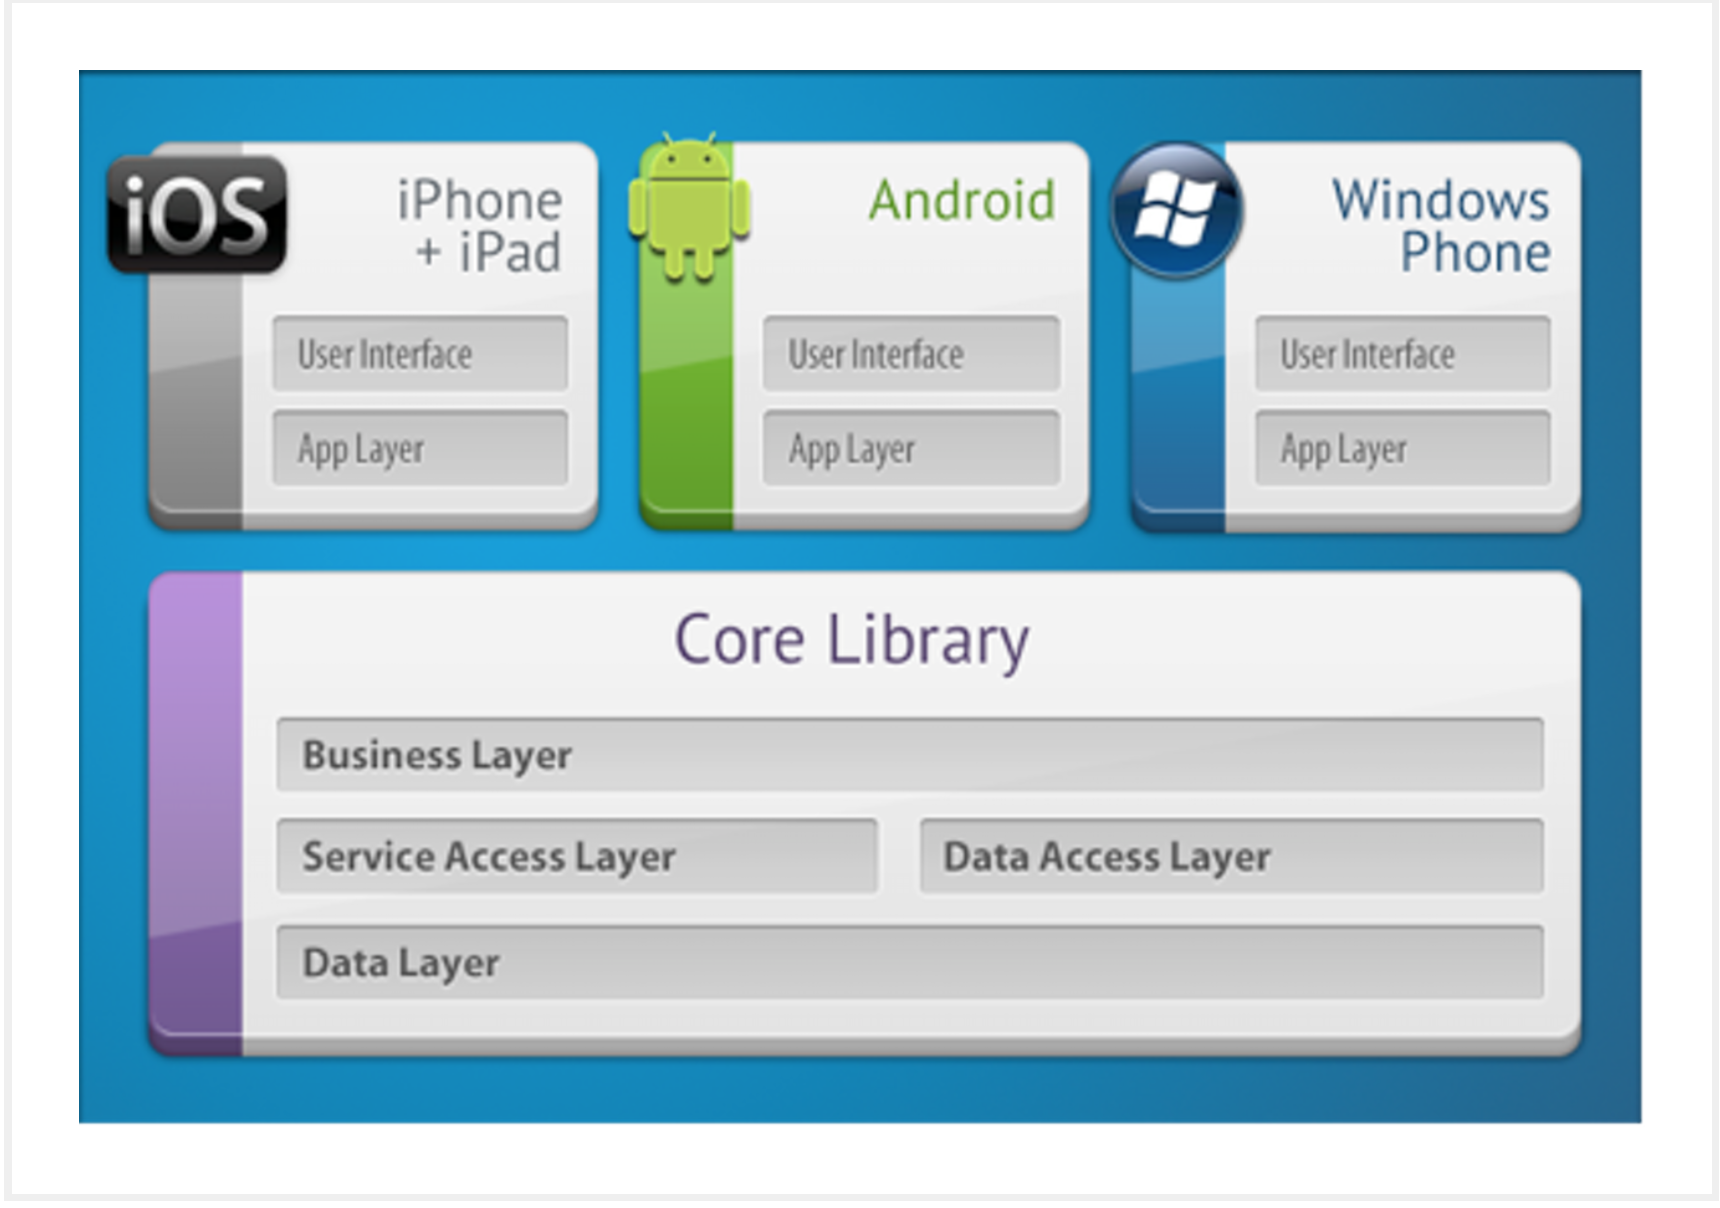 iOS
iPhone
+ iPad
User Interface
App Layer
Android
User Interface
App Layer
Windows
Phone
User Interface
App Layer
Core Library
Business Layer
Service Access Layer
Data Access Layer
Data Layer